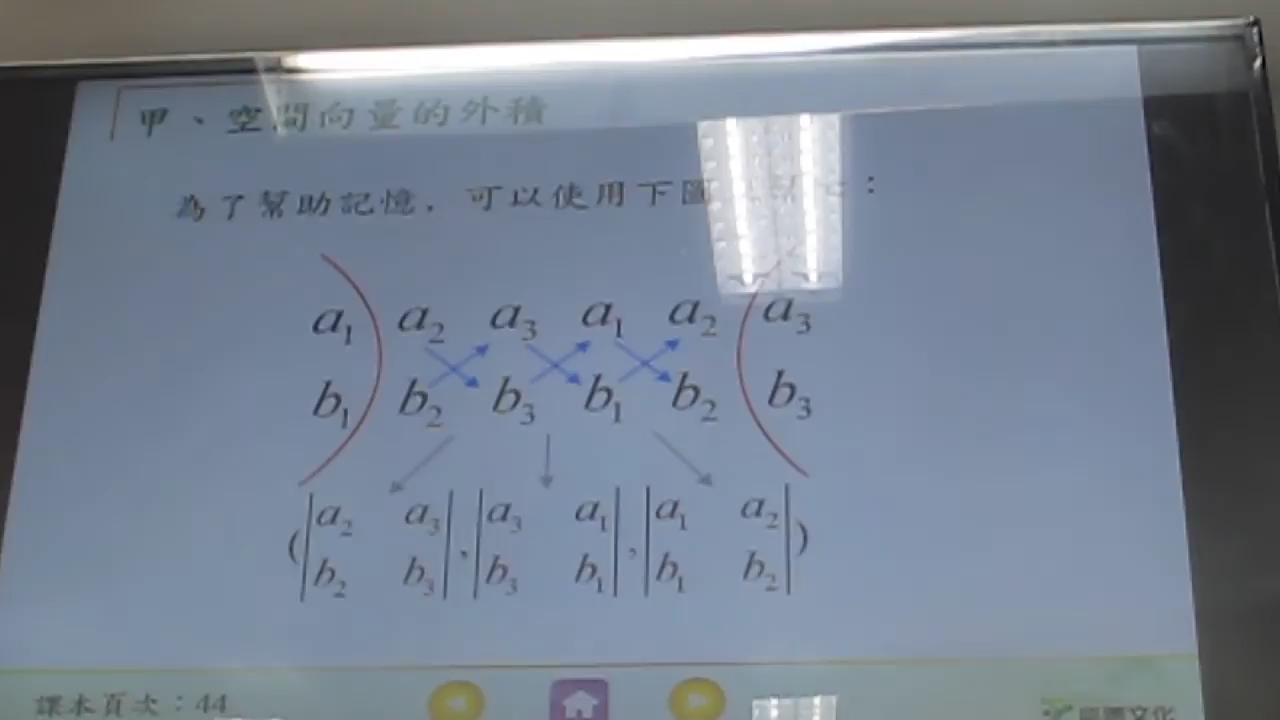 甲、空間向量的外積
為了幫助記憶，可以使用下圖：
a₁ a₂ a₃ a₁ a₂ a₃
b₁ b₂ b₃ b₁ b₂ b₃
(|a₂ a₃|,|a₃ a₁|,|a₁ a₂|)
|b₂ b₃| |b₃ b₁| |b₁ b₂|
課本頁次：44
文化